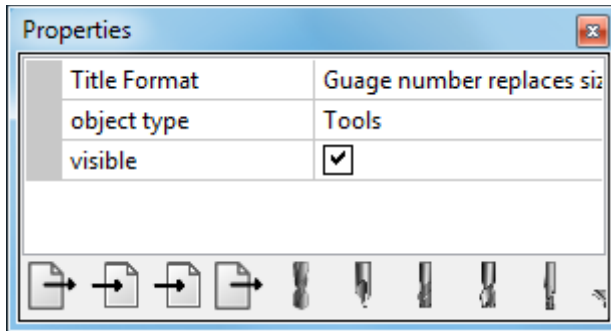 Properties
Title Format Guage number replaces siz
object type Tools
visible